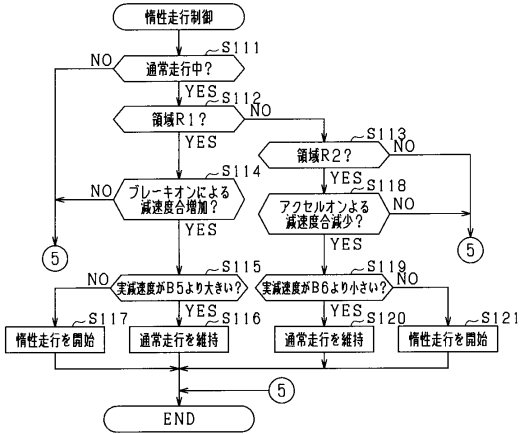 惰性走行制御
S111
通常走行中?
NO
YES
S112
領域R1?
NO
YES
S113
領域R2?
NO
YES
S114
ブレーキオンによる
減速度合増加?
NO
YES
S118
アクセルオンよる
減速度合減少?
NO
YES
5
5
S115
実減速度がB5より大きい?
NO
YES
S119
実減速度がB6より小さい?
NO
YES
S117
惰性走行を開始
S116
通常走行を維持
S120
通常走行を維持
S121
惰性走行を開始
5
END